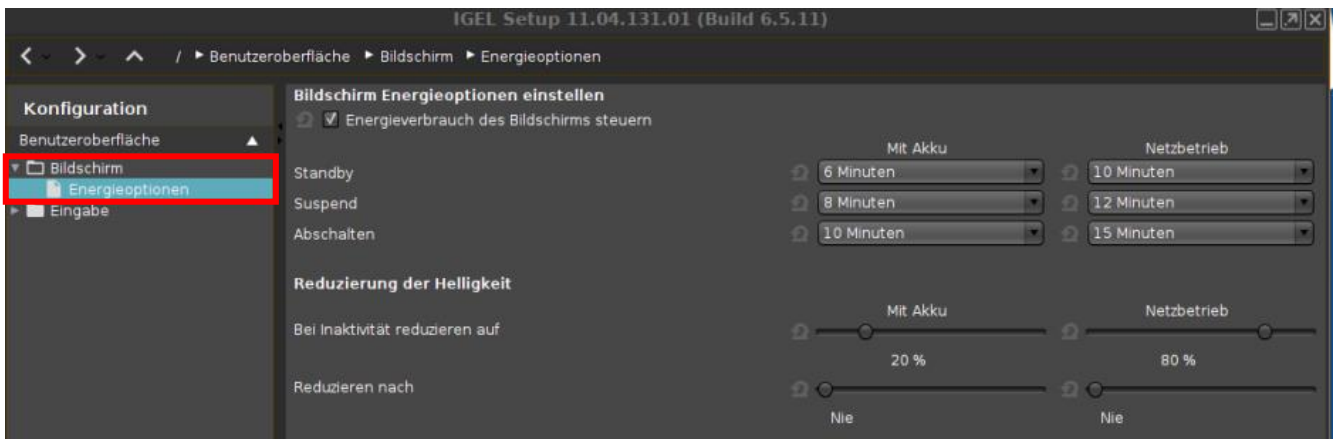 IGEL Setup 11.04.131.01 (Build 6.5.11)
/ Benutzeroberfläche Bildschirm Energieoptionen
Konfiguration
Benutzeroberfläche
Bildschirm
Energieoptionen
Eingabe
Bildschirm Energieoptionen einstellen
Energieverbrauch des Bildschirms steuern
Mit Akku Netzbetrieb
Standby 6 Minuten 10 Minuten
Suspend 8 Minuten 12 Minuten
Abschalten 10 Minuten 15 Minuten
Reduzierung der Helligkeit
Mit Akku Netzbetrieb
Bei Inaktivität reduzieren auf
20 % 80 %
Reduzieren nach
Nie Nie